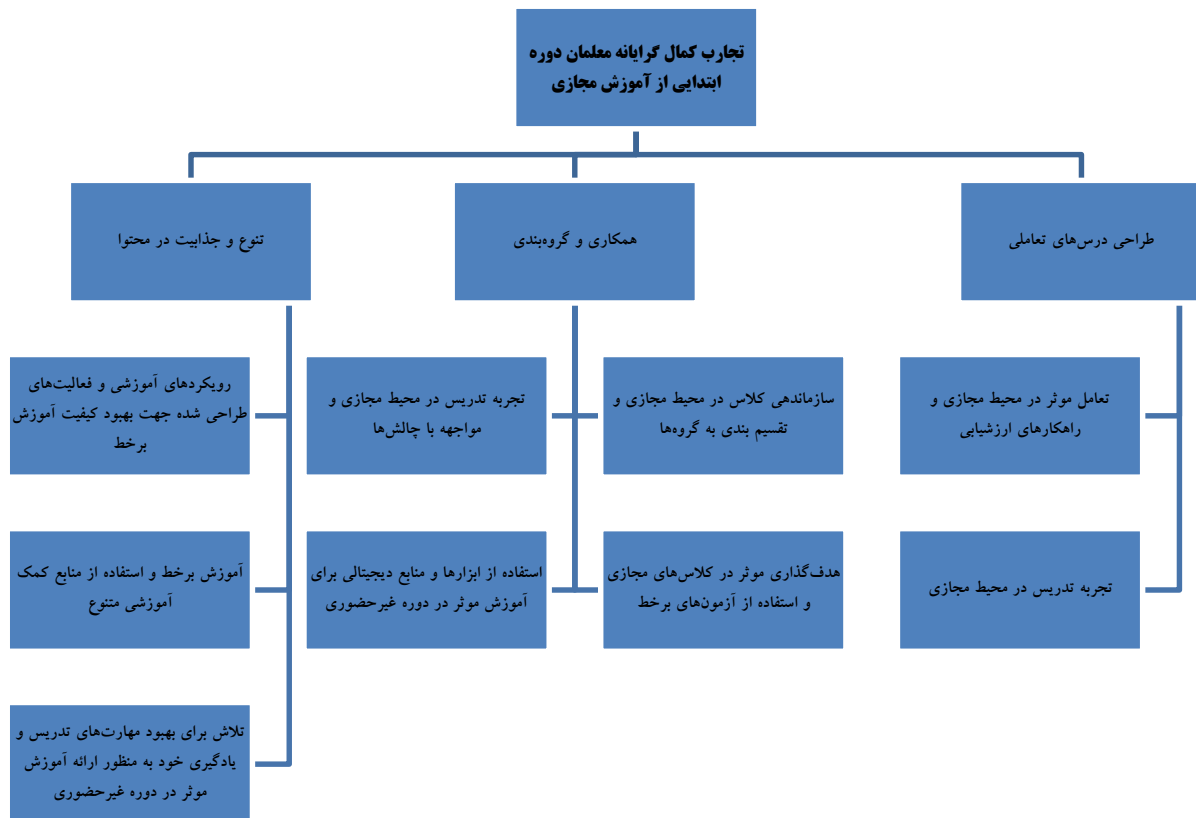 تجارب کمال گرایانه معلمان دوره
ابتدایی از آموزش مجازی
طراحی درس‌های تعاملی
همکاری و گروه‌بندی
تنوع و جذابیت در محتوا
تعامل موثر در محیط مجازی و
راهکارهای ارزشیابی
تجربه تدریس در محیط مجازی
سازماندهی کلاس در محیط مجازی و
تقسیم بندی به گروه‌ها
تجربه تدریس در محیط مجازی و
مواجهه با چالش‌ها
هدف‌گذاری موثر در کلاس‌های مجازی
و استفاده از آزمون‌های برخط
استفاده از ابزارها و منابع دیجیتالی برای
آموزش موثر در دوره غیرحضوری
رویکردهای آموزشی و فعالیت‌های
طراحی شده جهت بهبود کیفیت آموزش
برخط
آموزش برخط و استفاده از منابع کمک
آموزشی متنوع
تلاش برای بهبود مهارت‌های تدریس و
یادگیری خود به منظور ارائه آموزش
موثر در دوره غیرحضوری